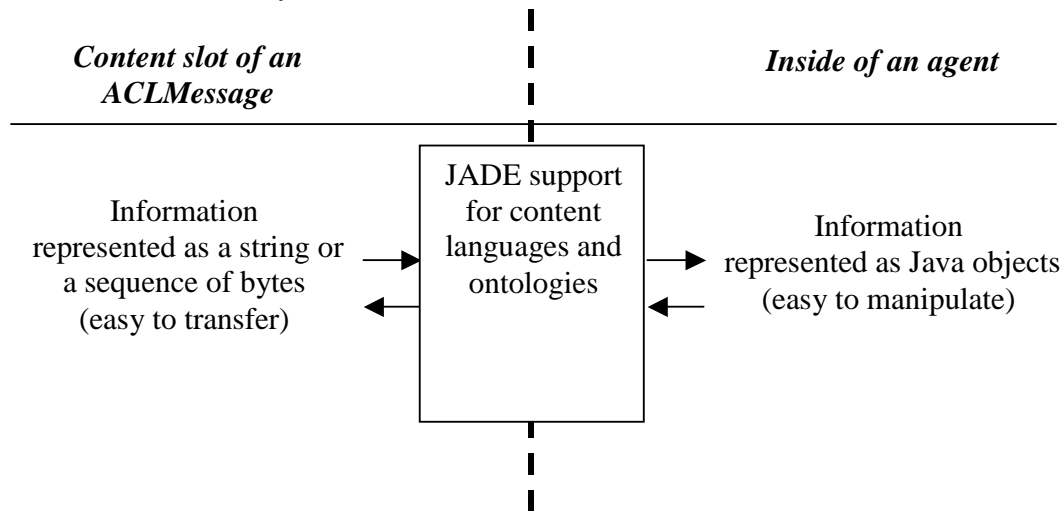 Content slot of an
ACLMessage
Inside of an agent
JADE support
for content
languages and
ontologies
Information
represented as a string or
a sequence of bytes
(easy to transfer)
Information
represented as Java objects
(easy to manipulate)